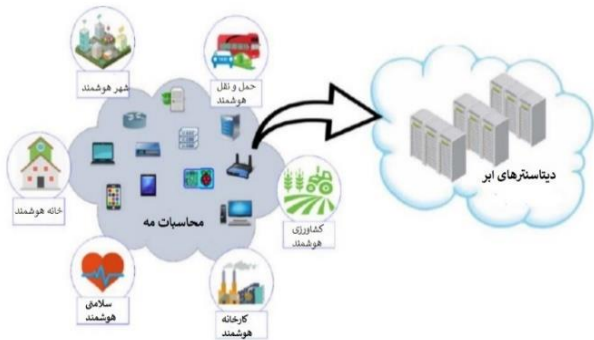 شهر هوشمند
حمل و نقل
هوشمند
خانه هوشمند
محاسبات مه
کشاورزی
هوشمند
سلامتی
هوشمند
کارخانه
هوشمند
دیتاسنترهای ابر